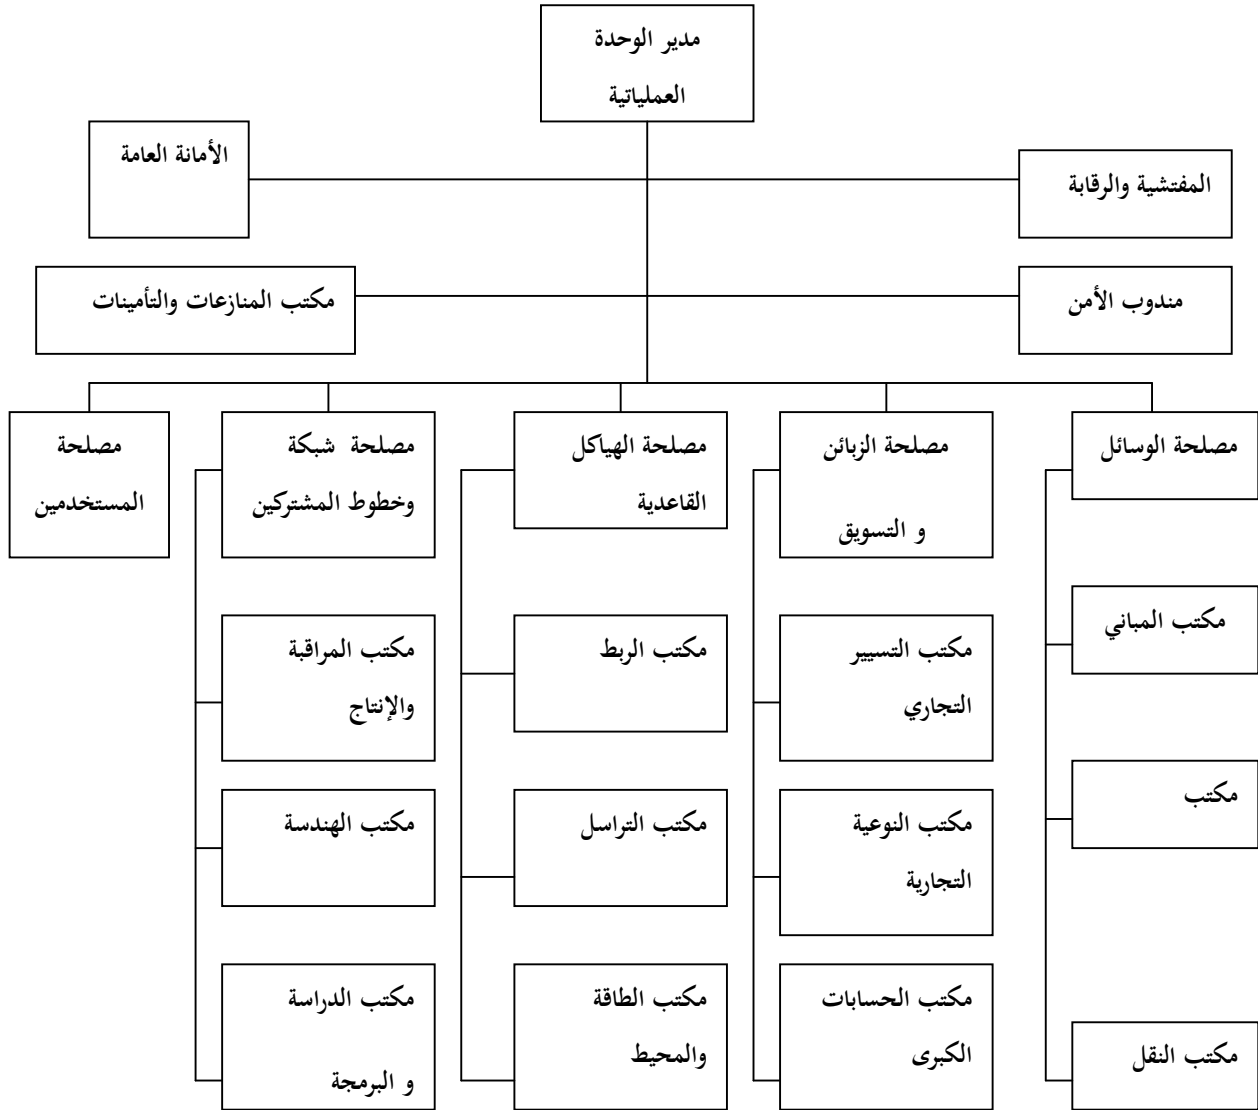 مدير الوحدة
العملياتية
المفتشية والرقابة
الأمانة العامة
مندوب الأمن
مكتب المنازعات والتأمينات
مصلحة الوسائل
مصلحة الزبائن
و التسويق
مصلحة الهياكل
القاعدية
مصلحة شبكة
وخطوط المشتركين
مصلحة
المستخدمين
مكتب المباني
مكتب التسيير
التجاري
مكتب الربط
مكتب المراقبة
والإنتاج
مكتب
مكتب النوعية
التجارية
مكتب التراسل
مكتب الهندسة
مكتب النقل
مكتب الحسابات
الكبرى
مكتب الطاقة
والمحيط
مكتب الدراسة
و البرمجة